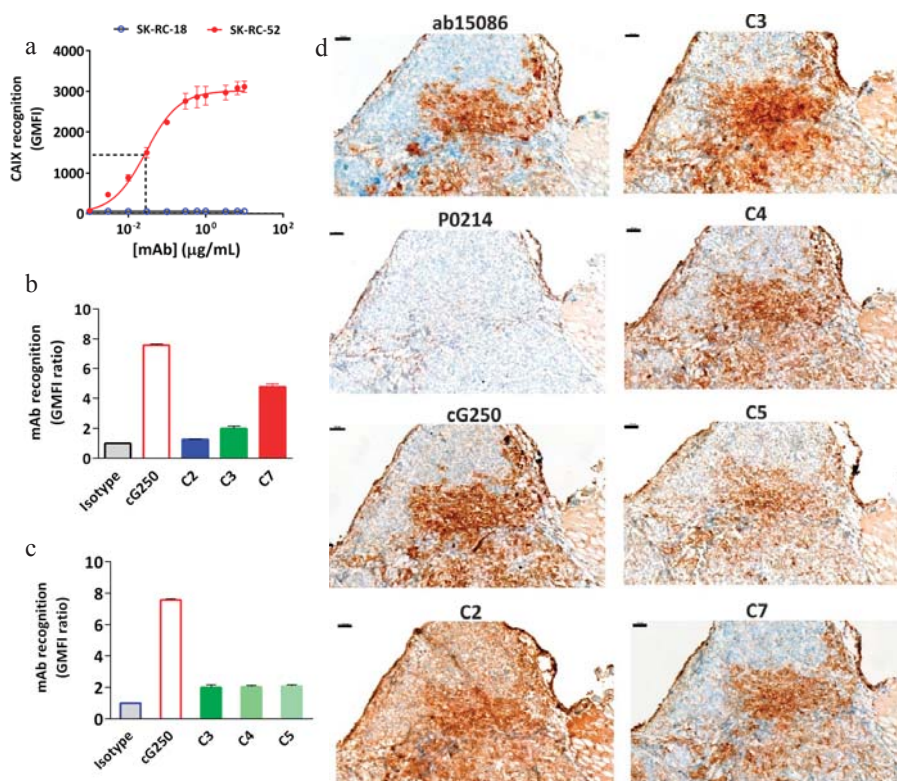 a
SK-RC-18
SK-RC-52
CAIX recognition
(GMFI)
4000
3000
2000
1000
0
10⁻²
10⁰
10²
[mAb] (µg/mL)
b
mAb recognition
(GMFI ratio)
10
8
6
4
2
0
Isotype
cG250
C2
C3
C7
c
mAb recognition
(GMFI ratio)
10
8
6
4
2
0
Isotype
cG250
C3
C4
C5
d
ab15086
C3
P0214
C4
cG250
C5
C2
C7